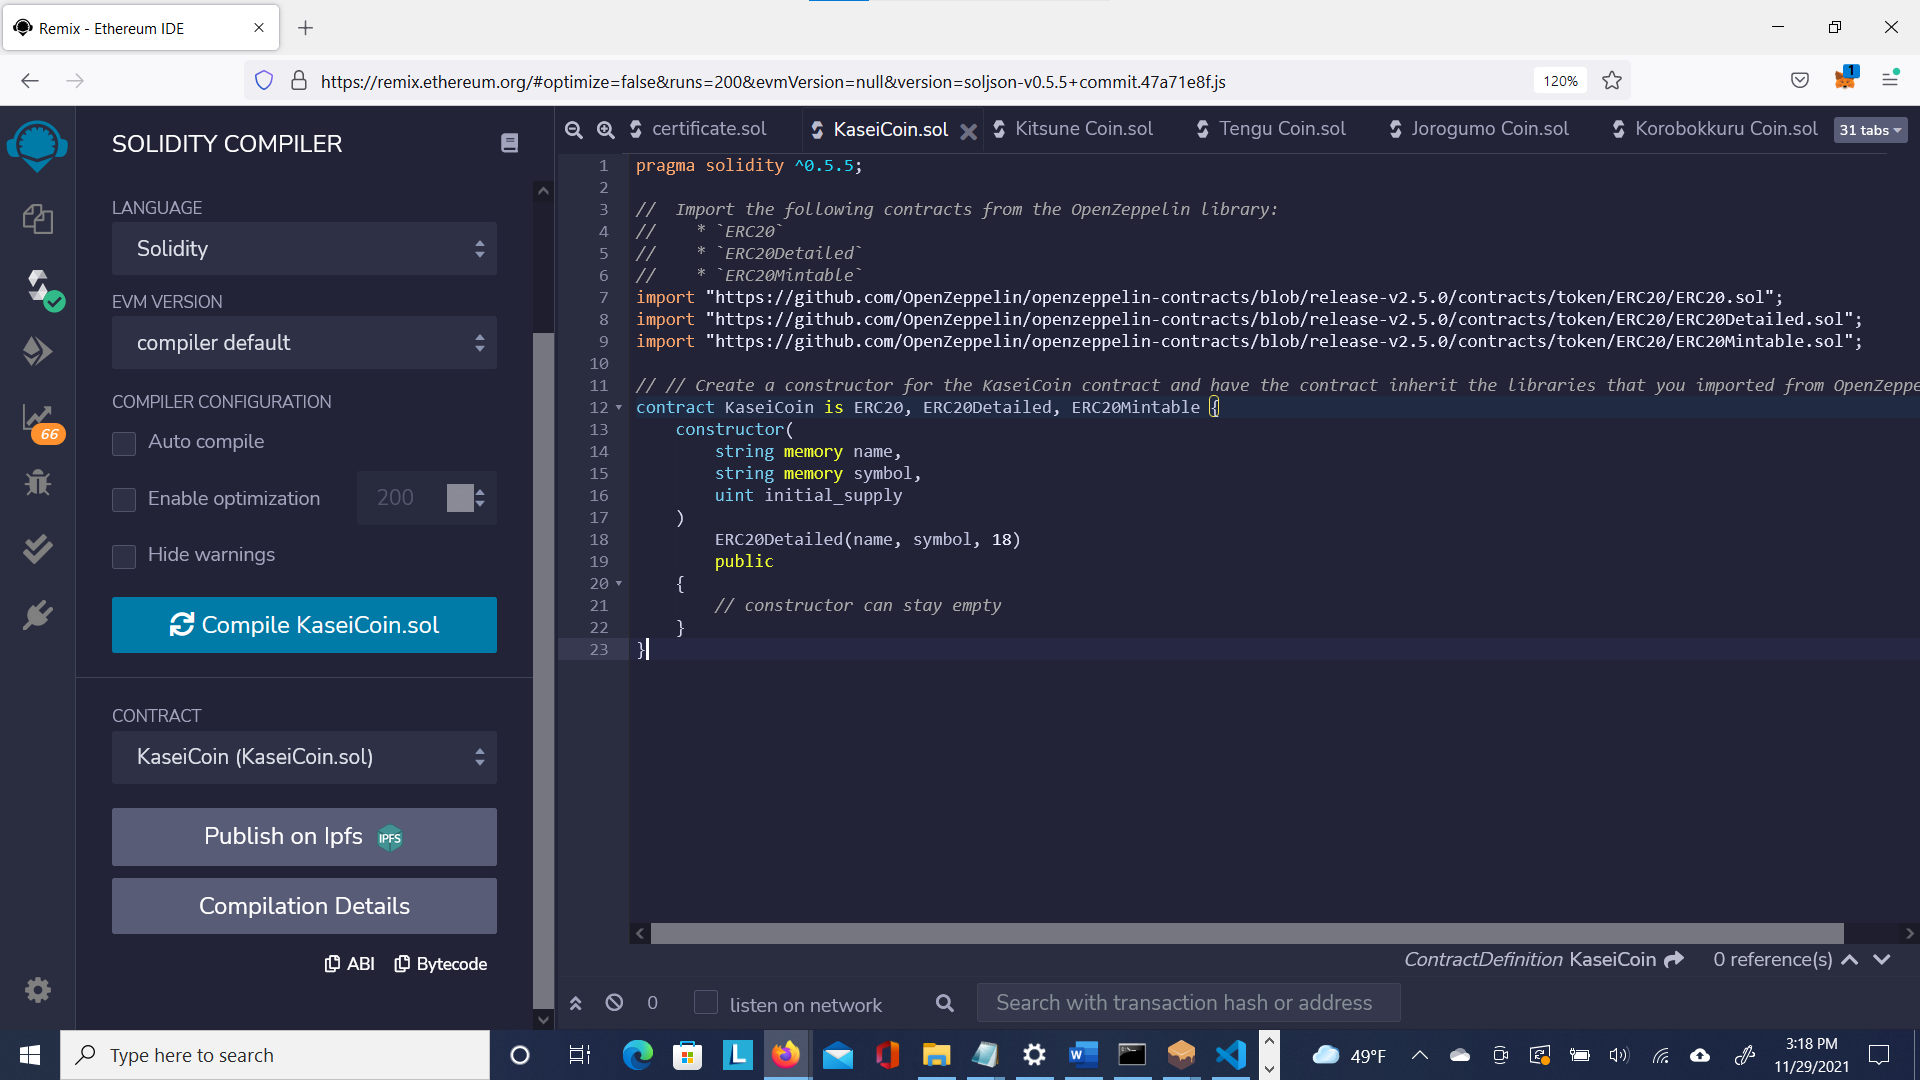 Remix - Ethereum IDE
https://remix.ethereum.org/#optimize=false&runs=200&evmVersion=null&version=soljson-v0.5.5+commit.47a71e8f.js
120%
1
SOLIDITY COMPILER
LANGUAGE
Solidity
EVM VERSION
compiler default
COMPILER CONFIGURATION
Auto compile
Enable optimization
200
Hide warnings
Compile KaseiCoin.sol
CONTRACT
KaseiCoin (KaseiCoin.sol)
Publish on Ipfs
IPFS
Compilation Details
ABI
Bytecode
66
certificate.sol
KaseiCoin.sol
Kitsune Coin.sol
Tengu Coin.sol
Jorogumo Coin.sol
Korobokkuru Coin.sol
31 tabs
1 pragma solidity ^0.5.5;
2
3 //  Import the following contracts from the OpenZeppelin library:
4 //    * `ERC20`
5 //    * `ERC20Detailed`
6 //    * `ERC20Mintable`
7 import "https://github.com/OpenZeppelin/openzeppelin-contracts/blob/release-v2.5.0/contracts/token/ERC20/ERC20.sol";
8 import "https://github.com/OpenZeppelin/openzeppelin-contracts/blob/release-v2.5.0/contracts/token/ERC20/ERC20Detailed.sol";
9 import "https://github.com/OpenZeppelin/openzeppelin-contracts/blob/release-v2.5.0/contracts/token/ERC20/ERC20Mintable.sol";
10
11 // // Create a constructor for the KaseiCoin contract and have the contract inherit the libraries that you imported from OpenZeppe
12 contract KaseiCoin is ERC20, ERC20Detailed, ERC20Mintable {
13     constructor(
14         string memory name,
15         string memory symbol,
16         uint initial_supply
17     )
18         ERC20Detailed(name, symbol, 18)
19         public
20     {
21         // constructor can stay empty
22     }
23 }
ContractDefinition KaseiCoin
0 reference(s)
0
listen on network
Search with transaction hash or address
Type here to search
49°F
3:18 PM
11/29/2021